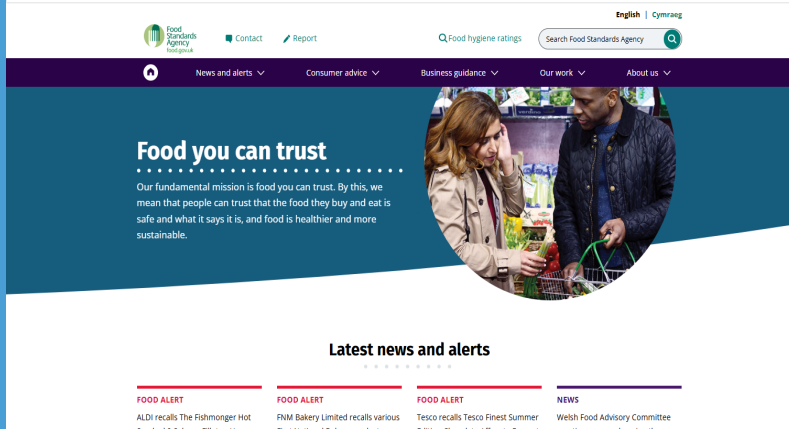 English | Cymraeg
Food
Standards
Agency
food.gov.uk
Contact
Report
Food hygiene ratings
Search Food Standards Agency
News and alerts
Consumer advice
Business guidance
Our work
About us
Food you can trust
Our fundamental mission is food you can trust. By this, we
mean that people can trust that the food they buy and eat is
safe and what it says it is, and food is healthier and more
sustainable.
Latest news and alerts
FOOD ALERT
ALDI recalls The Fishmonger Hot
FOOD ALERT
FNM Bakery Limited recalls various
FOOD ALERT
Tesco recalls Tesco Finest Summer
NEWS
Welsh Food Advisory Committee